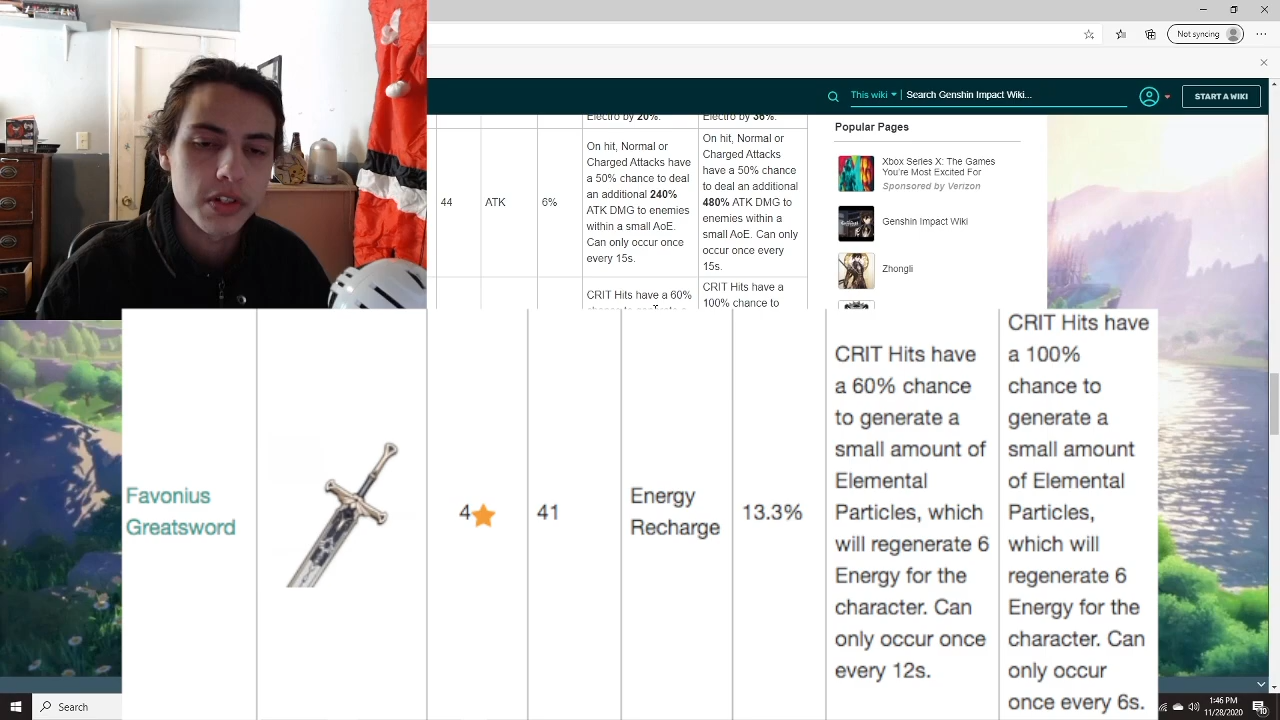 Not syncing
This wiki
Search Genshin Impact Wiki...
START A WIKI
Electro by 20%.
Electro by 36%.
44
ATK
6%
On hit, Normal or
Charged Attacks have
a 50% chance to deal
an additional 240%
ATK DMG to enemies
within a small AoE.
Can only occur once
every 15s.
On hit, Normal or
Charged Attacks
have a 50% chance
to deal an additional
480% ATK DMG to
enemies within a
small AoE. Can only
occur once every
15s.
CRIT Hits have a 60%
CRIT Hits have a
100% chance to
Popular Pages
Xbox Series X: The Games
You're Most Excited For
Sponsored by Verizon
Genshin Impact Wiki
Zhongli
Favonius
Greatsword
4
41
Energy
Recharge
13.3%
CRIT Hits have
a 60% chance
to generate a
small amount of
Elemental
Particles, which
will regenerate 6
Energy for the
character. Can
only occur once
every 12s.
CRIT Hits have
a 100%
chance to
generate a
small amount
of Elemental
Particles,
which will
regenerate 6
Energy for the
character. Can
only occur
once every 6s.
Search
1:46 PM
11/28/2020